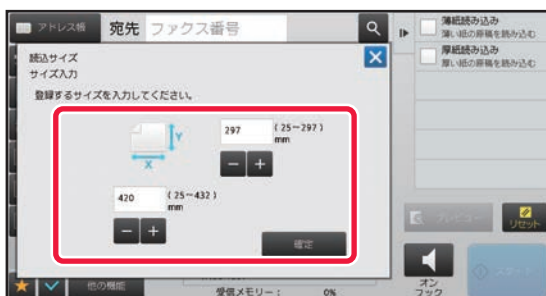 アドレス帳
宛先 ファックス番号
薄紙読み込み
薄い紙の原稿を読み込む
厚紙読み込み
厚い紙の原稿を読み込む
読込サイズ
サイズ入力
登録するサイズを入力してください。
Y
X
297
(25~297)
mm
− +
420
(25~432)
mm
− +
確定
プレビュー
リセット
他の機能
受信メモリー: 0%
オン
フック
スタート